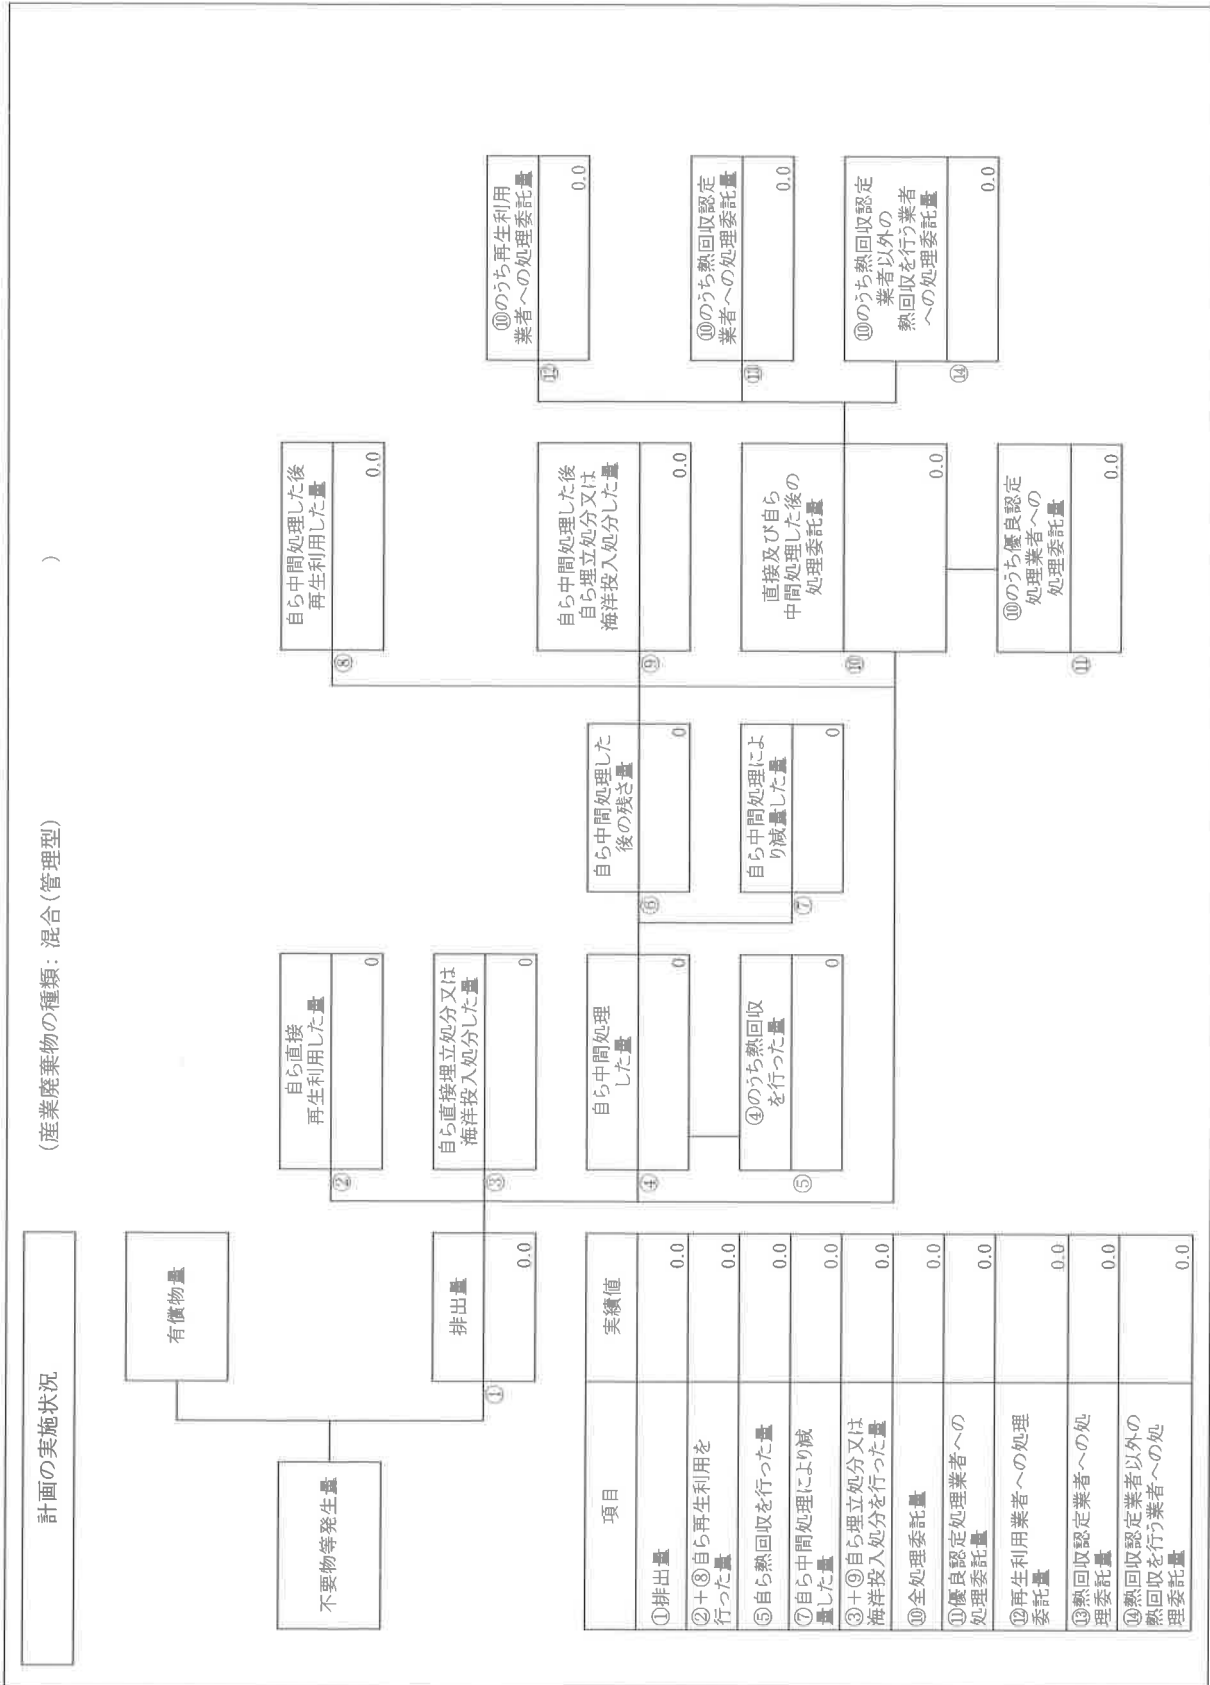 計画の実施状況
(産業廃棄物の種類: 混合(管理型)
)
不要物等発生量
有償物量
①
排出量
0.0
②
自ら直接
再生利用した量
0
③
自ら直接埋立処分又は
海洋投入処分した量
0
④
自ら中間処理
した量
0
⑤
④のうち熱回収
を行った量
0
⑥
自ら中間処理した
後の残さ量
0
⑦
自ら中間処理によ
り減量した量
0
⑧
自ら中間処理した後
再生利用した量
0.0
⑨
自ら中間処理した後
自ら埋立処分又は
海洋投入処分した量
0.0
⑩
直接及び自ら
中間処理した後の
処理委託量
0.0
⑪
⑩のうち優良認定
処理業者への
処理委託量
0.0
⑫
⑩のうち再生利用
業者への処理委託量
0.0
⑬
⑩のうち熱回収認定
業者への処理委託量
0.0
⑭
⑩のうち熱回収認定
業者以外の
熱回収を行う業者
への処理委託量
0.0
項目 実績値
①排出量 0.0
②+⑧自ら再生利用を
行った量 0.0
⑤自ら熱回収を行った量 0.0
⑦自ら中間処理により減
量した量 0.0
③+⑨自ら埋立処分又は
海洋投入処分を行った量 0.0
⑩全処理委託量 0.0
⑪優良認定処理業者への
処理委託量 0.0
⑫再生利用業者への処理
委託量 0.0
⑬熱回収認定業者への処
理委託量 0.0
⑭熱回収認定業者以外の
熱回収を行う業者への処
理委託量 0.0